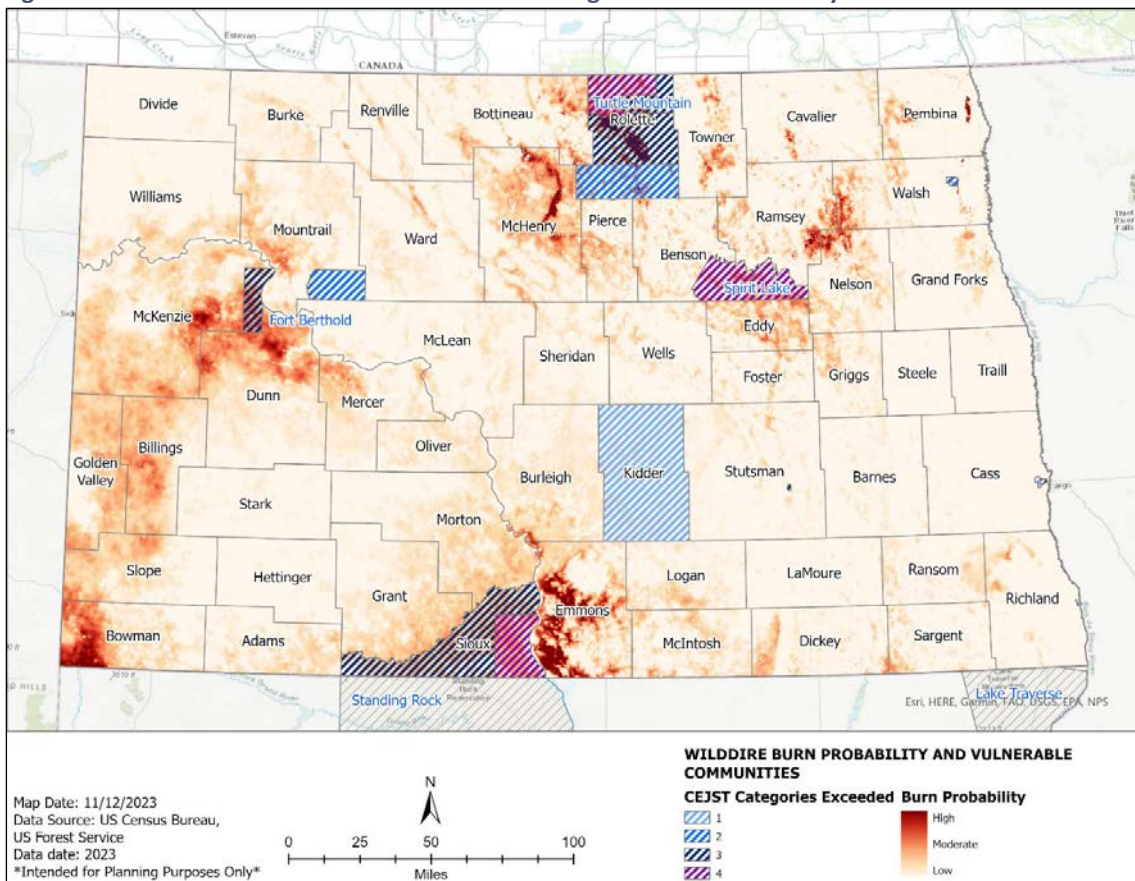 Estevan
CANADA
Divide
Burke
Renville
Bottineau
Turtle Mountain
Rolette
Towner
Cavalier
Pembina
Williams
Mountrail
Ward
McHenry
Pierce
Ramsey
Walsh
Benson
Spirit Lake
Nelson
Grand Forks
McKenzie
Fort Berthold
McLean
Sheridan
Wells
Eddy
Foster
Griggs
Steele
Traill
Dunn
Mercer
Oliver
Golden
Valley
Billings
Burleigh
Kidder
Stutsman
Barnes
Cass
Stark
Morton
Slope
Hettinger
Grant
Emmons
Logan
LaMoure
Ransom
Richland
Bowman
Adams
Sioux
McIntosh
Dickey
Sargent
Standing Rock
Lake Traverse
Esri, HERE, Garmin, FAO, USGS, EPA, NPS
WILDDIRE BURN PROBABILITY AND VULNERABLE
COMMUNITIES
CEJST Categories Exceeded Burn Probability
1
2
3
4
High
Moderate
Low
N
0 50 100
Miles
Map Date: 11/12/2023
Data Source: US Census Bureau,
US Forest Service
Data date: 2023
*Intended for Planning Purposes Only*